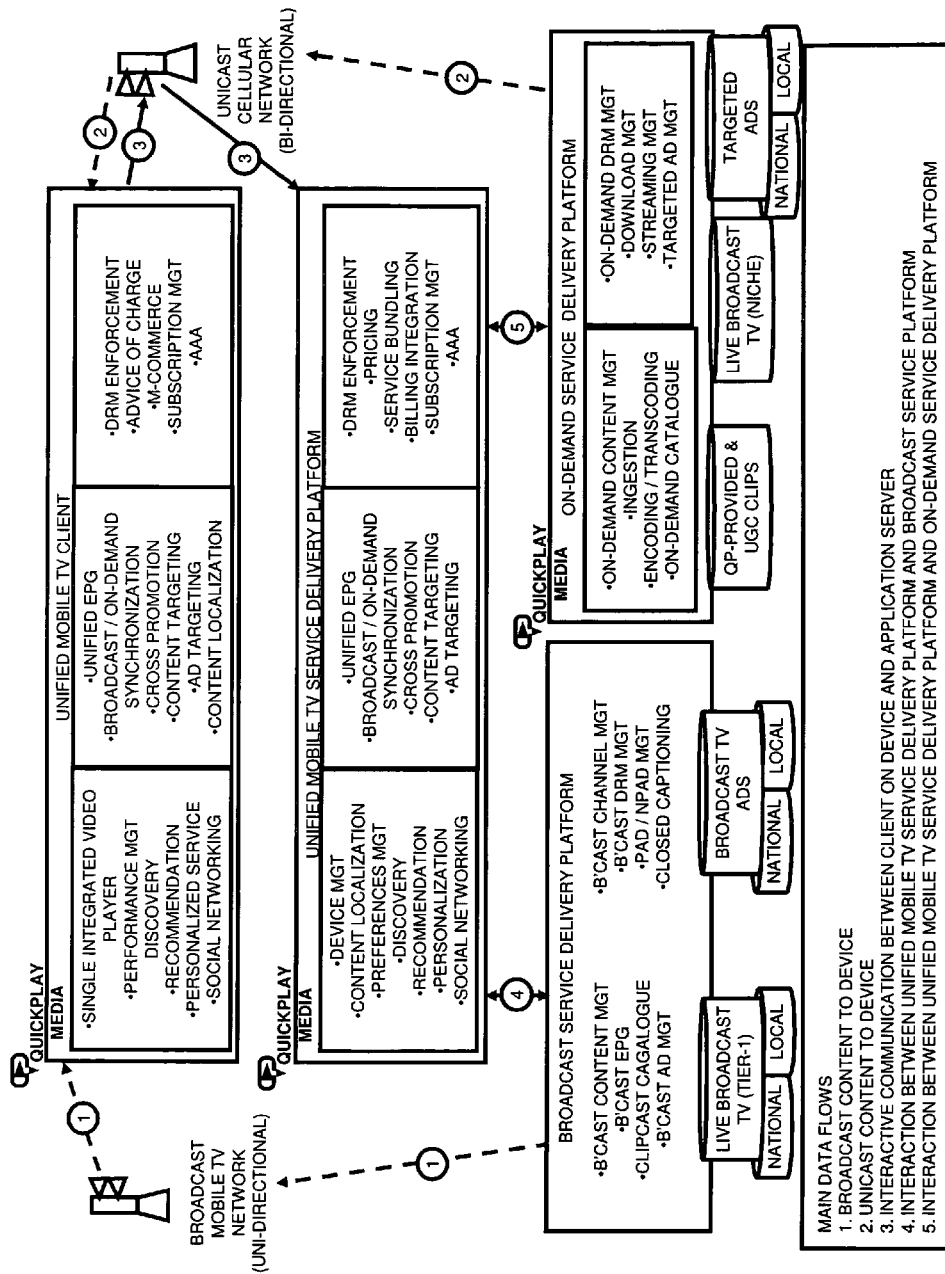 QUICKPLAY
MEDIA
UNIFIED MOBILE TV CLIENT
•SINGLE INTEGRATED VIDEO
PLAYER
•PERFORMANCE MGT
DISCOVERY
•RECOMMENDATION
•PERSONALIZED SERVICE
•SOCIAL NETWORKING
•UNIFIED EPG
•BROADCAST / ON-DEMAND
SYNCHRONIZATION
•CROSS PROMOTION
•CONTENT TARGETING
•AD TARGETING
•CONTENT LOCALIZATION
•DRM ENFORCEMENT
•ADVICE OF CHARGE
•M-COMMERCE
•SUBSCRIPTION MGT
•AAA
1
2
3
BROADCAST
MOBILE TV
NETWORK
(UNI-DIRECTIONAL)
UNICAST
CELLULAR
NETWORK
(BI-DIRECTIONAL)
3
QUICKPLAY
MEDIA
UNIFIED MOBILE TV SERVICE DELIVERY PLATFORM
•DEVICE MGT
•CONTENT LOCALIZATION
•PREFERENCES MGT
•DISCOVERY
•RECOMMENDATION
•PERSONALIZATION
•SOCIAL NETWORKING
•UNIFIED EPG
•BROADCAST / ON-DEMAND
SYNCHRONIZATION
•CROSS PROMOTION
•CONTENT TARGETING
•AD TARGETING
•DRM ENFORCEMENT
•PRICING
•SERVICE BUNDLING
•BILLING INTEGRATION
•SUBSCRIPTION MGT
•AAA
1
4
5
2
BROADCAST SERVICE DELIVERY PLATFORM
•B'CAST CONTENT MGT
•B'CAST EPG
•CLIPCAST CAGALOGUE
•B'CAST AD MGT
•B'CAST CHANNEL MGT
•B'CAST DRM MGT
•PAD / NPAD MGT
•CLOSED CAPTIONING
LIVE BROADCAST
TV (TIER-1)
NATIONAL
LOCAL
BROADCAST TV
ADS
NATIONAL
LOCAL
QUICKPLAY
MEDIA
ON-DEMAND SERVICE DELIVERY PLATFORM
•ON-DEMAND CONTENT MGT
•INGESTION
•ENCODING / TRANSCODING
•ON-DEMAND CATALOGUE
•ON-DEMAND DRM MGT
•DOWNLOAD MGT
•STREAMING MGT
•TARGETED AD MGT
QP-PROVIDED &
UGC CLIPS
LIVE BROADCAST
TV (NICHE)
TARGETED
ADS
NATIONAL
LOCAL
MAIN DATA FLOWS
1. BROADCAST CONTENT TO DEVICE
2. UNICAST CONTENT TO DEVICE
3. INTERACTIVE COMMUNICATION BETWEEN CLIENT ON DEVICE AND APPLICATION SERVER
4. INTERACTION BETWEEN UNIFIED MOBILE TV SERVICE DELIVERY PLATFORM AND BROADCAST SERVICE PLATFORM
5. INTERACTION BETWEEN UNIFIED MOBILE TV SERVICE DELIVERY PLATFORM AND ON-DEMAND SERVICE DELIVERY PLATFORM